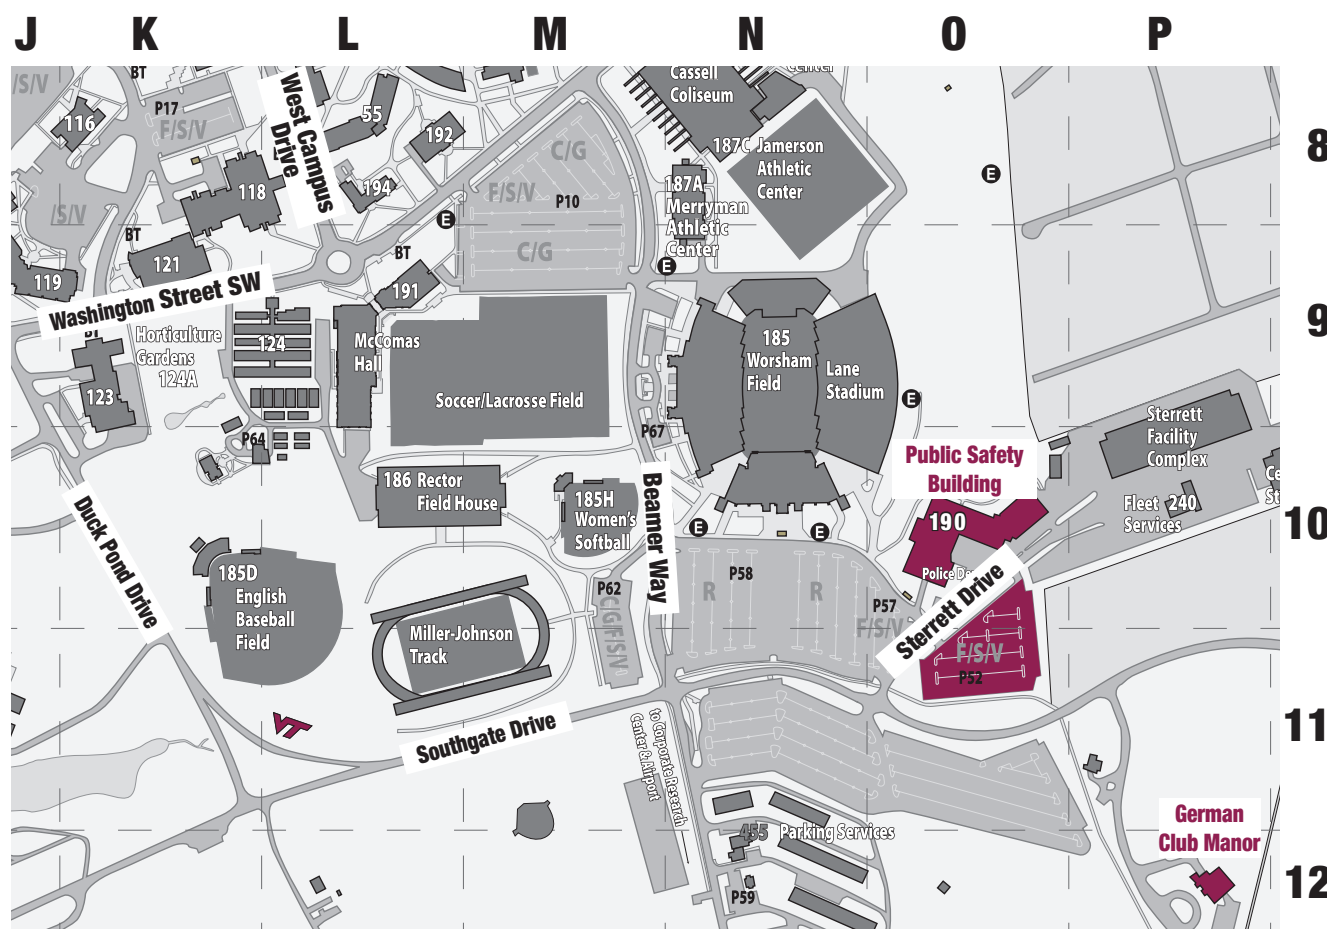 J K L M N O P
8
9
10
11
12
BT
P17
/S/V
F/S/V
116
118
West Campus
Drive
55
192
194
/S/V
BT
121
119
Washington Street SW
BT
191
E
C/G
F/S/V
P10
C/G
Cassell
Coliseum
Center
187C Jamerson
Athletic
Center
187A
Merryman
Athletic
Center
E
E
Horticulture
Gardens
124A
124
123
P64
McComas
Hall
Soccer/Lacrosse Field
P67
185
Worsham
Field
Lane
Stadium
E
Sterrett
Facility
Complex
Fleet 240
Services
Public Safety
Building
190
Police De
Sterrett Drive
186 Rector
Field House
185H
Women's
Softball
Beamer Way
E
E
P58
R
R
P57
F/S/V
P62
C/G/F/S/V
F/S/V
P52
Duck Pond Drive
185D
English
Baseball
Field
Miller-Johnson
Track
VT
Southgate Drive
to Corporate Research
Center & Airport
455 Parking Services
P59
German
Club Manor